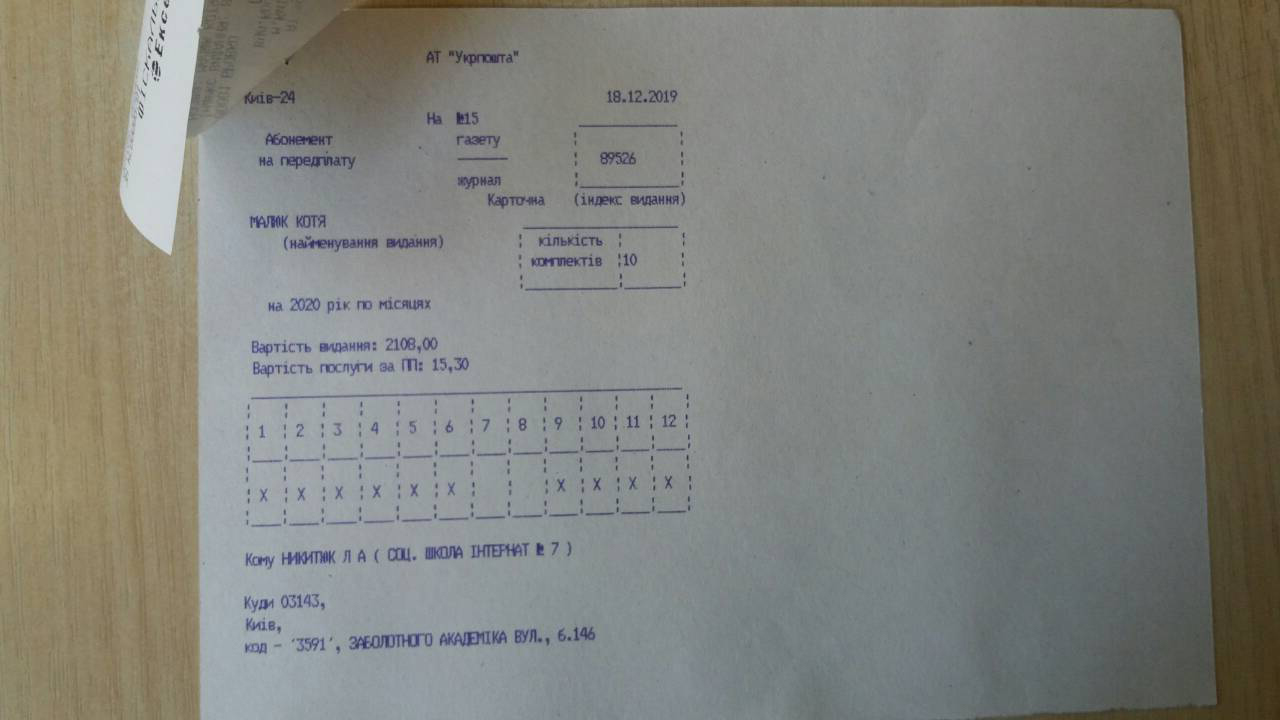 АТ "Укрпошта"
Київ-24
18.12.2019
На №15
Абонемент
газету
на передплату
89526
журнал
Карточна (індекс видання)
МАЛЮК КОТЯ
(найменування видання)
кількість
комплектів 10
на 2020 рік по місяцях
Вартість видання: 2108,00
Вартість послуги за ПП: 15,30
1 2 3 4 5 6 7 8 9 10 11 12
X X X X X X X X X X
Кому НИКИТЮК Л А ( СОЦ. ШКОЛА ІНТЕРНАТ № 7 )
Куди 03143,
Київ,
код - '3591', ЗАБОЛОТНОГО АКАДЕМІКА ВУЛ., б.146